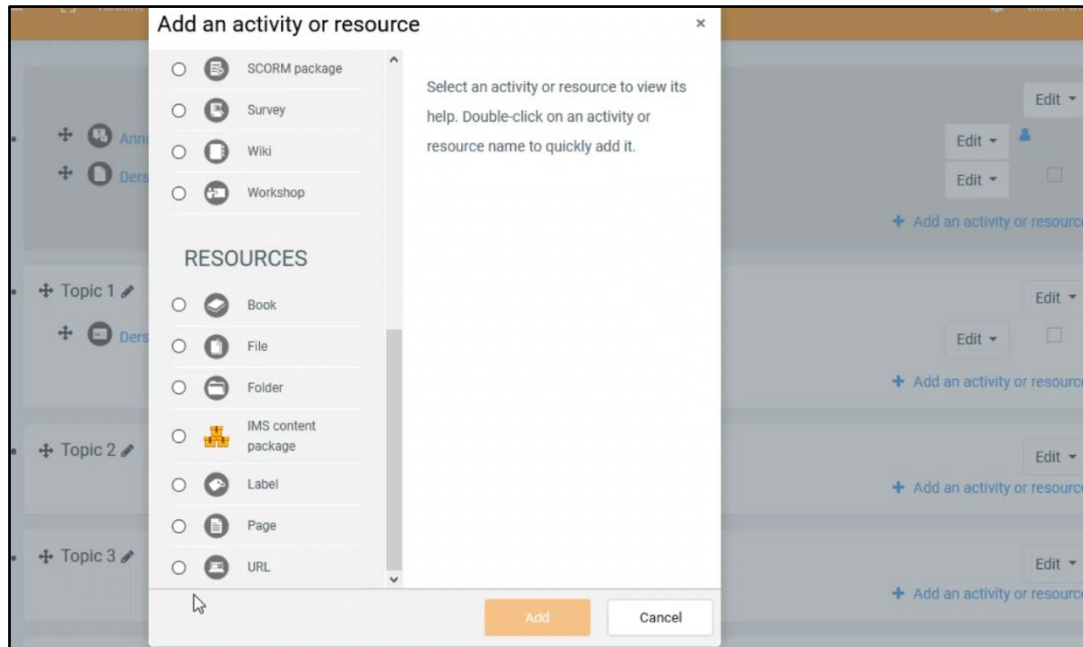 Add an activity or resource
×
SCORM package
Survey
Wiki
Workshop
RESOURCES
Book
File
Folder
IMS content
package
Label
Page
URL
Select an activity or resource to view its
help. Double-click on an activity or
resource name to quickly add it.
Add
Cancel
Edit
Edit
Ders
Edit
+ Add an activity or resource
Topic 1
Edit
Ders
Edit
+ Add an activity or resource
Topic 2
Edit
+ Add an activity or resource
Topic 3
Edit
+ Add an activity or resource